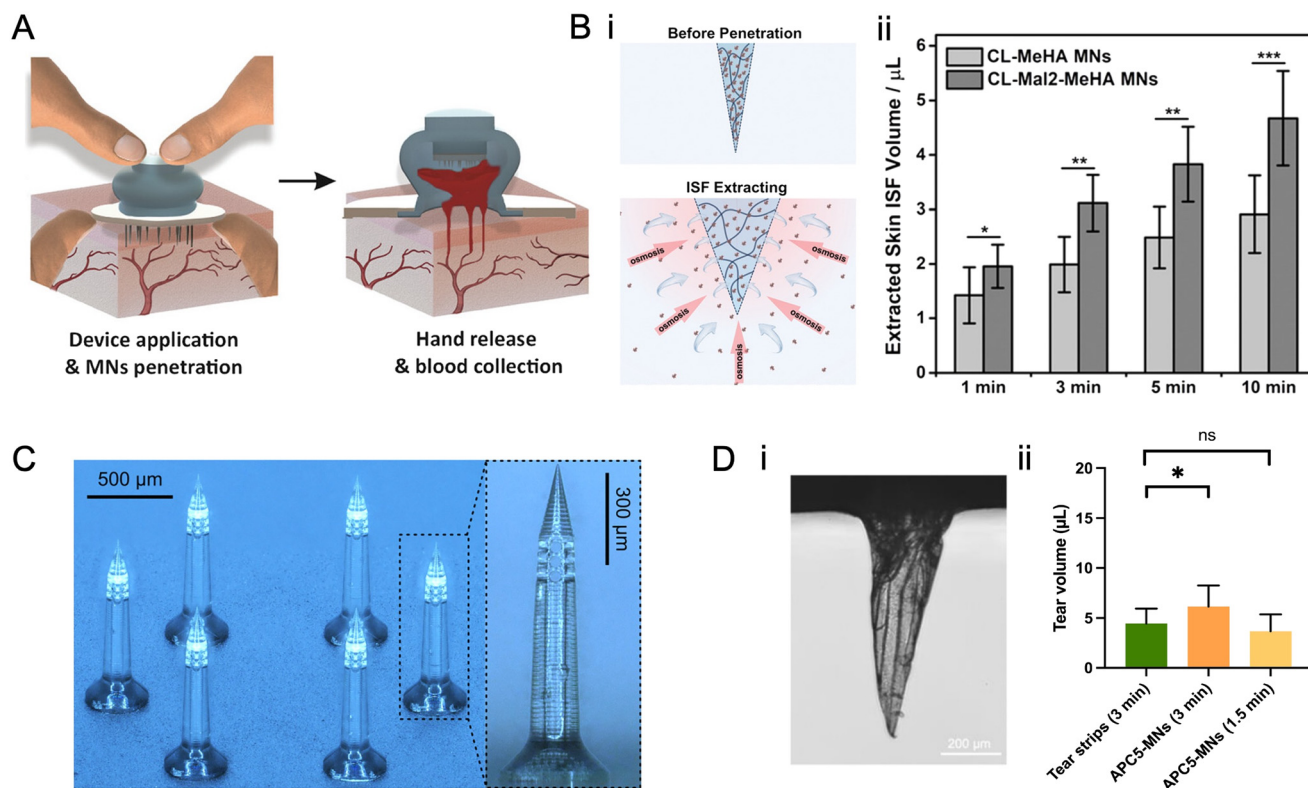 A
Device application
& MNs penetration
Hand release
& blood collection
B
i
Before Penetration
ISF Extracting
osmosis
osmosis
osmosis
osmosis
osmosis
ii
Extracted Skin ISF Volume / μL
6
5
4
3
2
1
0
CL-MeHA MNs
CL-Mal2-MeHA MNs
*
**
**
***
1 min
3 min
5 min
10 min
C
500 μm
300 μm
D
i
200 μm
ii
Tear volume (μL)
20
15
10
5
0
ns
*
Tear strips (3 min)
APC5-MNs (3 min)
APC5-MNs (1.5 min)